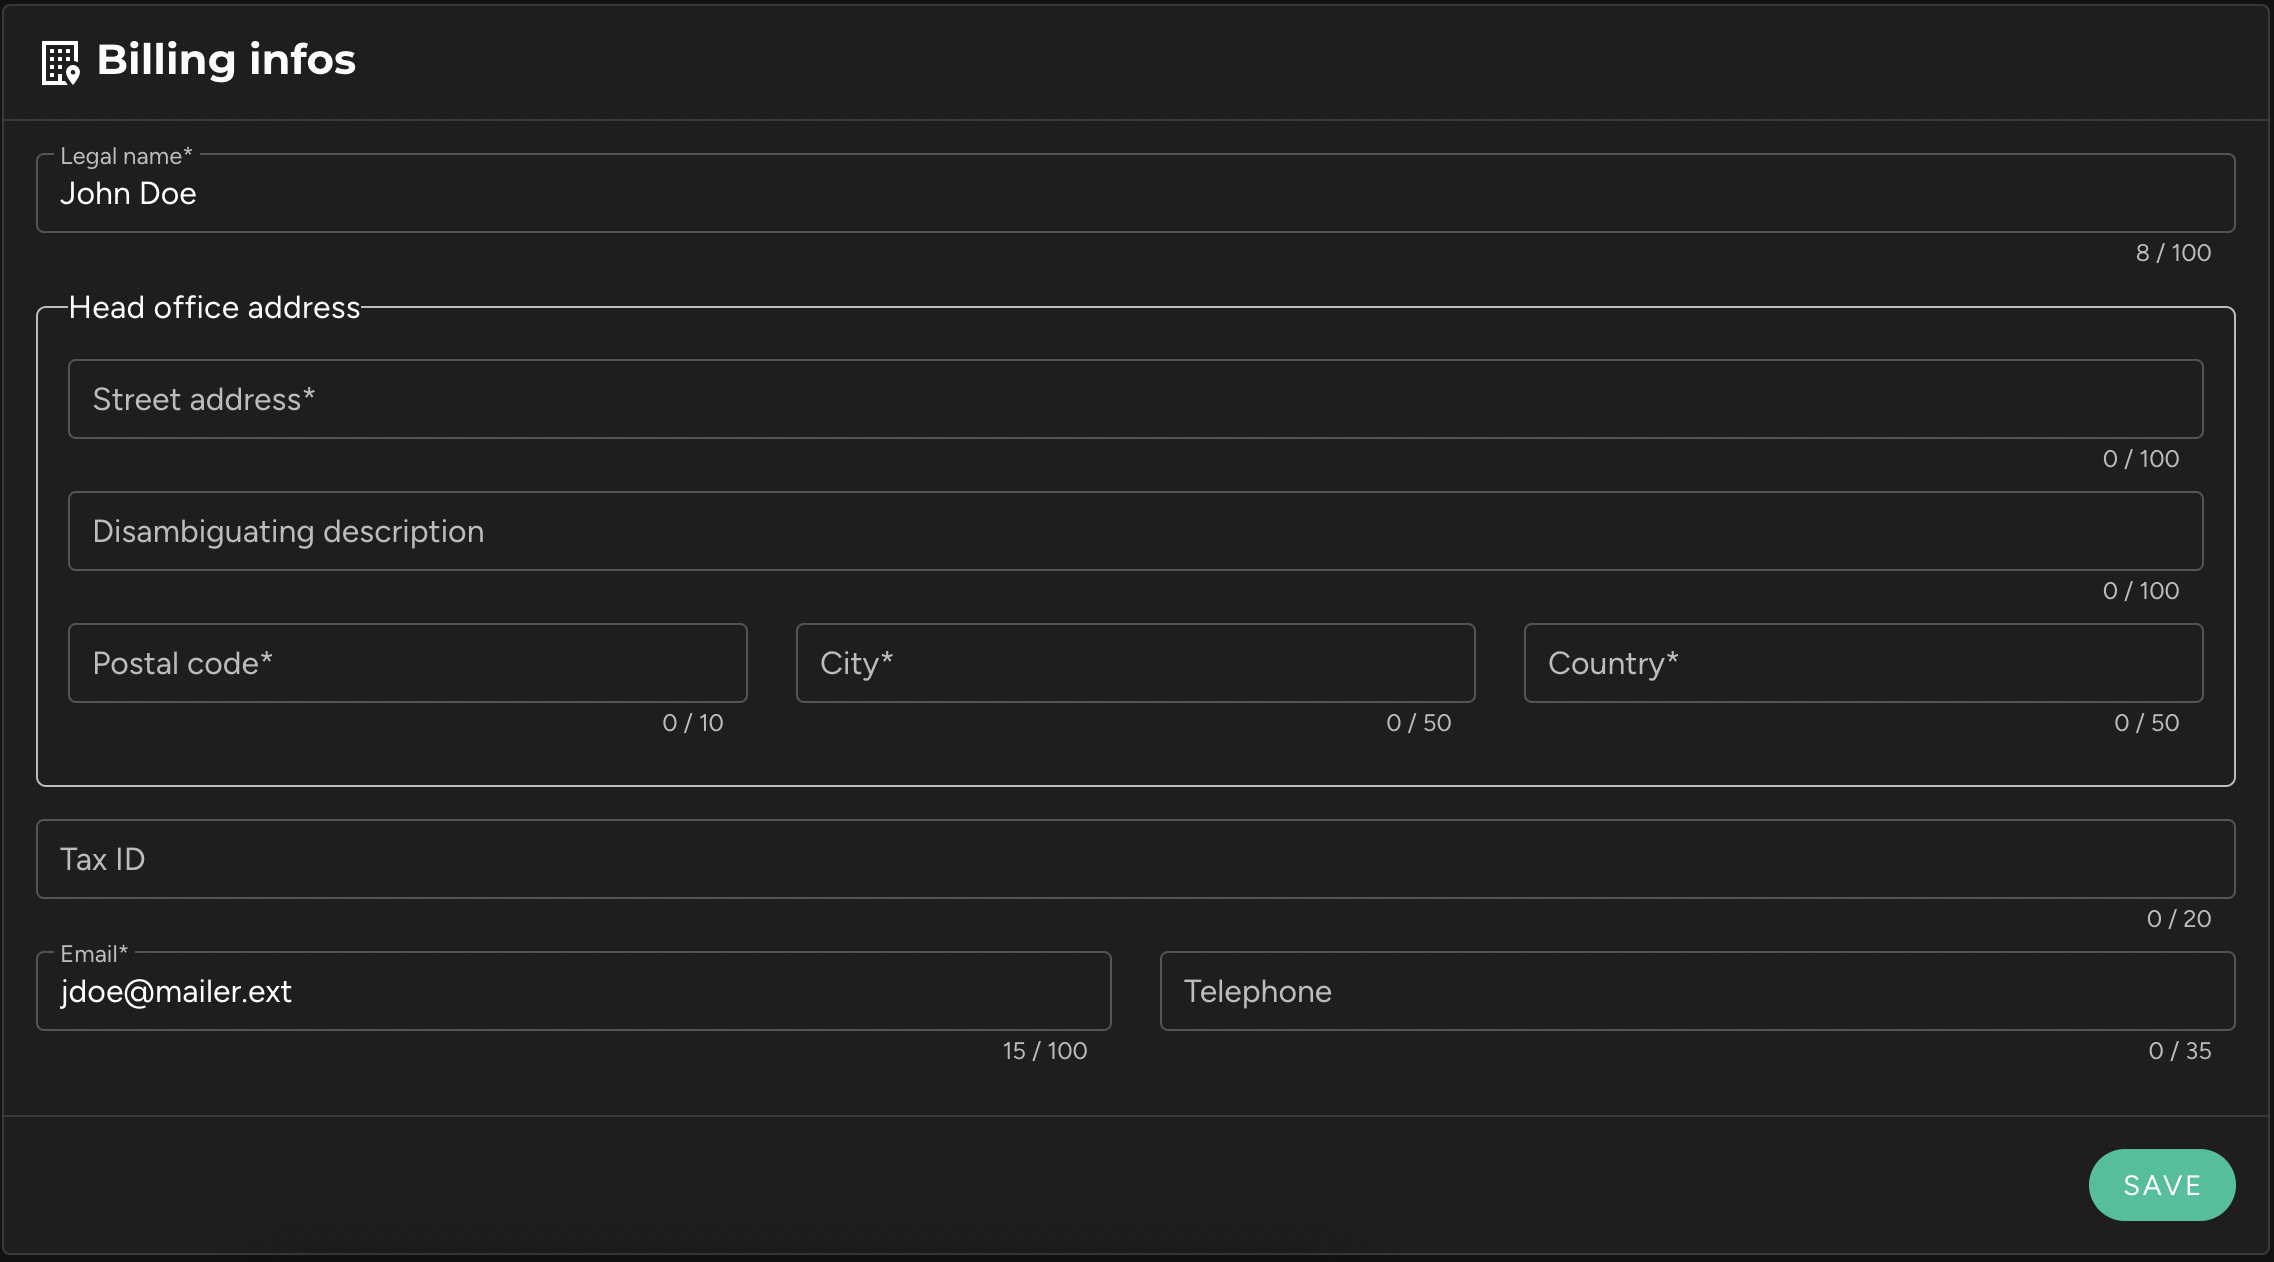 Billing infos
Legal name*
John Doe
8 / 100
Head office address
Street address*
0 / 100
Disambiguating description
0 / 100
Postal code* City* Country*
0 / 10 0 / 50 0 / 50
Tax ID
0 / 20
Email*
jdoe@mailer.ext Telephone
15 / 100 0 / 35
SAVE